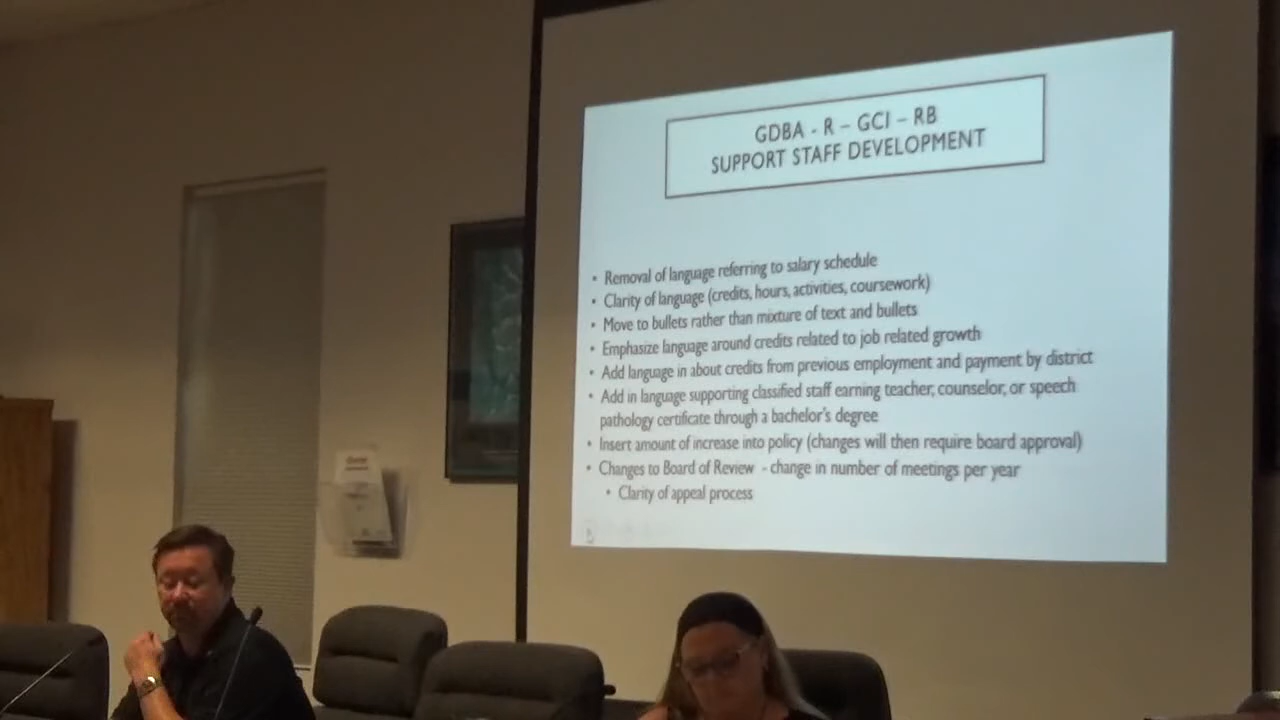 GDBA - R – GCI – RB
SUPPORT STAFF DEVELOPMENT
• Removal of language referring to salary schedule
• Clarity of language (credits, hours, activities, coursework)
• Move to bullets rather than mixture of text and bullets
• Emphasize language around credits related to job related growth
• Add language in about credits from previous employment and payment by district
• Add in language supporting classified staff earning teacher, counselor, or speech
pathology certificate through a bachelor's degree
• Insert amount of increase into policy (changes will then require board approval)
• Changes to Board of Review - change in number of meetings per year
• Clarity of appeal process